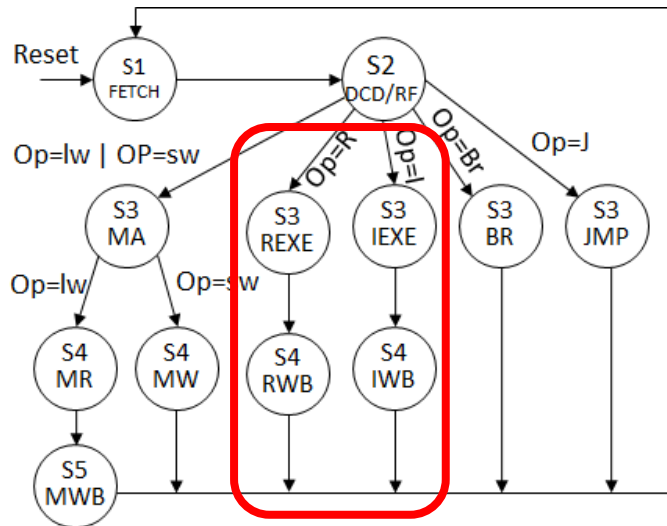 Reset
S1
FETCH
S2
DCD/RF
Op=lw | OP=sw
Op=R
Op=I
Op=Br
Op=J
S3
MA
S3
REXE
S3
IEXE
S3
BR
S3
JMP
Op=lw
Op=sw
S4
MR
S4
MW
S4
RWB
S4
IWB
S5
MWB